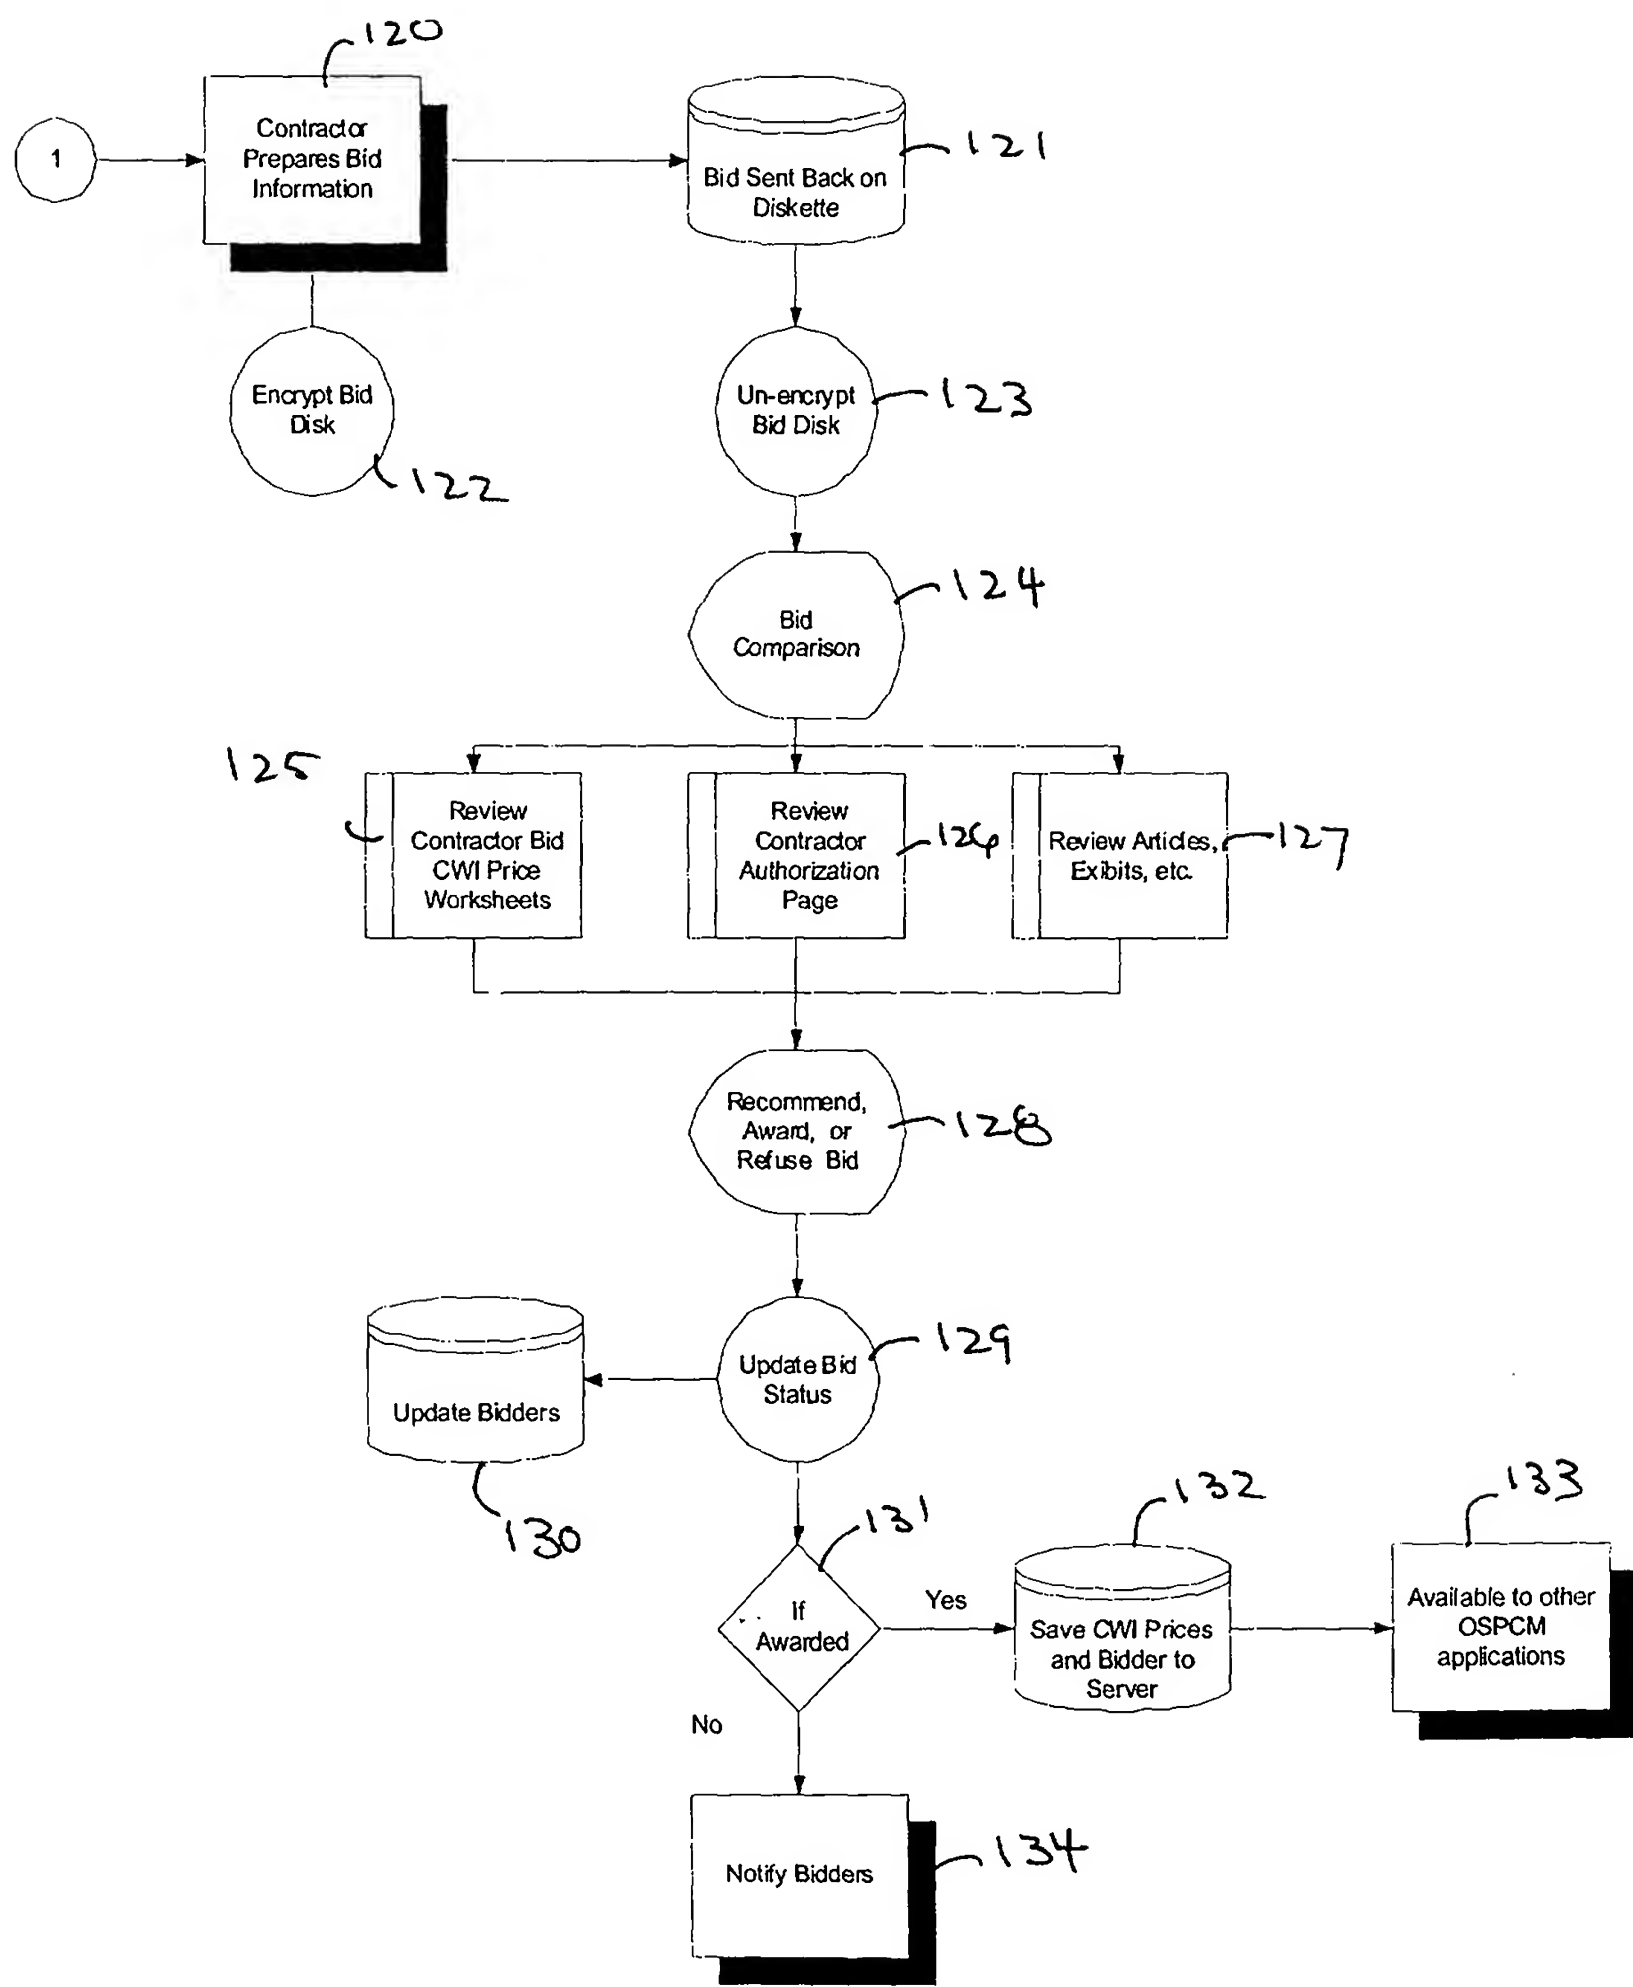 120
1
Contractor
Prepares Bid
Information
Bid Sent Back on
Diskette
121
Encrypt Bid
Disk
122
Un-encrypt
Bid Disk
123
Bid
Comparison
124
125
Review
Contractor Bid
CWI Price
Worksheets
Review
Contractor
Authorization
Page
126
Review Articles,
Exibits, etc.
127
Recommend,
Award, or
Refuse Bid
128
Update Bid
Status
129
Update Bidders
130
131
If
Awarded
Yes
No
132
Save CWI Prices
and Bidder to
Server
133
Available to other
OSPCM
applications
Notify Bidders
134